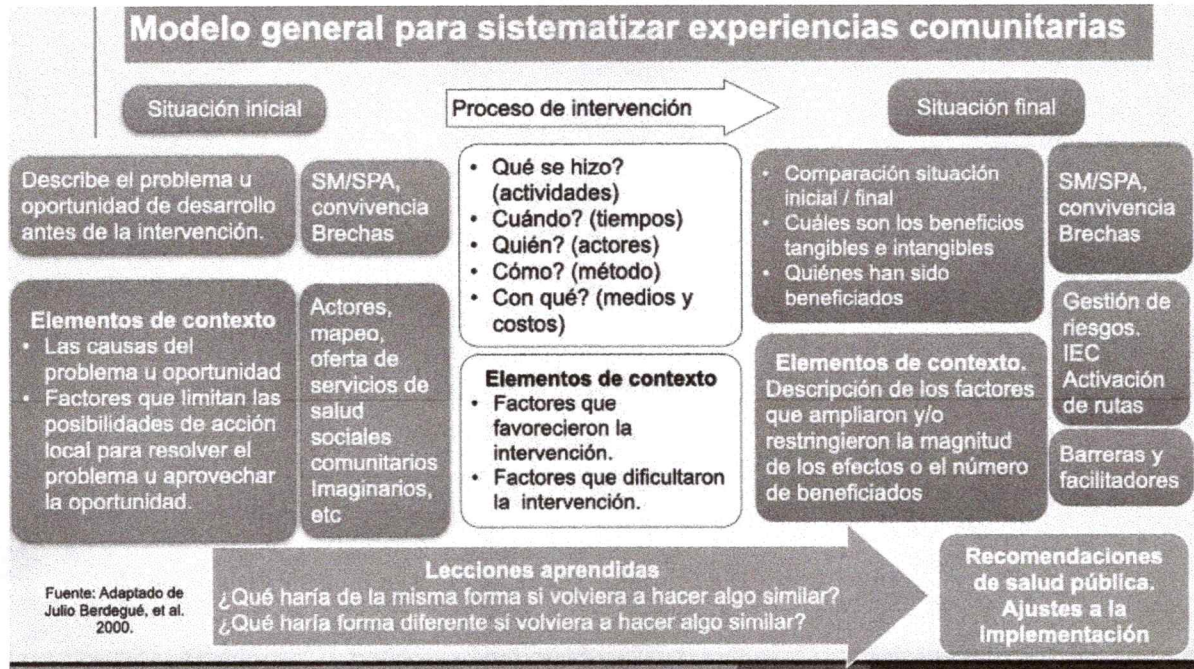 Modelo general para sistematizar experiencias comunitarias
Situación inicial
Proceso de intervención
Situación final
Describe el problema u
oportunidad de desarrollo
antes de la intervención.
SM/SPA,
convivencia
Brechas
• Qué se hizo?
(actividades)
• Cuándo? (tiempos)
• Quién? (actores)
• Cómo? (método)
• Con qué? (medios y
costos)
• Comparación situación
inicial / final
• Cuáles son los beneficios
tangibles e intangibles
• Quiénes han sido
beneficiados
SM/SPA,
convivencia
Brechas
Elementos de contexto
• Las causas del
problema u oportunidad
• Factores que limitan las
posibilidades de acción
local para resolver el
problema u aprovechar
la oportunidad.
Actores,
mapeo,
oferta de
servicios de
salud
sociales
comunitarios
Imaginarios,
etc
Elementos de contexto
• Factores que
favorecieron la
intervención.
• Factores que dificultaron
la intervención.
Elementos de contexto.
Descripción de los factores
que ampliaron y/o
restringieron la magnitud
de los efectos o el número
de beneficiados
Gestión de
riesgos.
IEC
Activación
de rutas
Barreras y
facilitadores
Fuente: Adaptado de
Julio Berdegué, et al.
2000.
Lecciones aprendidas
¿Qué haría de la misma forma si volviera a hacer algo similar?
¿Qué haría forma diferente si volviera a hacer algo similar?
Recomendaciones
de salud pública.
Ajustes a la
Implementación